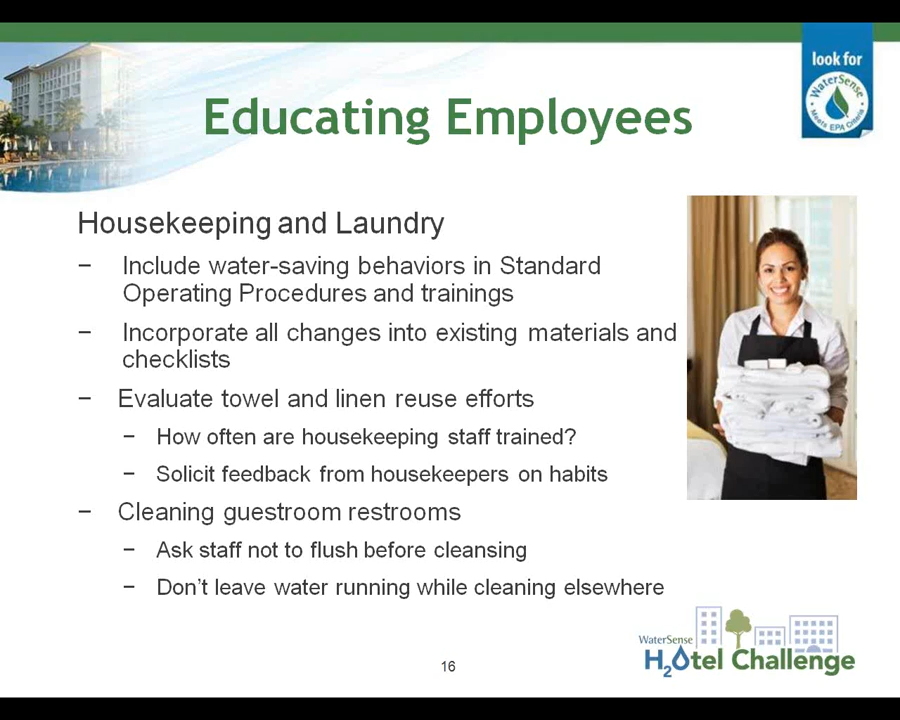 look for
WaterSense
Meets EPA Criteria
Educating Employees
Housekeeping and Laundry
− Include water-saving behaviors in Standard
Operating Procedures and trainings
− Incorporate all changes into existing materials and
checklists
− Evaluate towel and linen reuse efforts
− How often are housekeeping staff trained?
− Solicit feedback from housekeepers on habits
− Cleaning guestroom restrooms
− Ask staff not to flush before cleansing
− Don’t leave water running while cleaning elsewhere
WaterSense
H2Otel Challenge
16